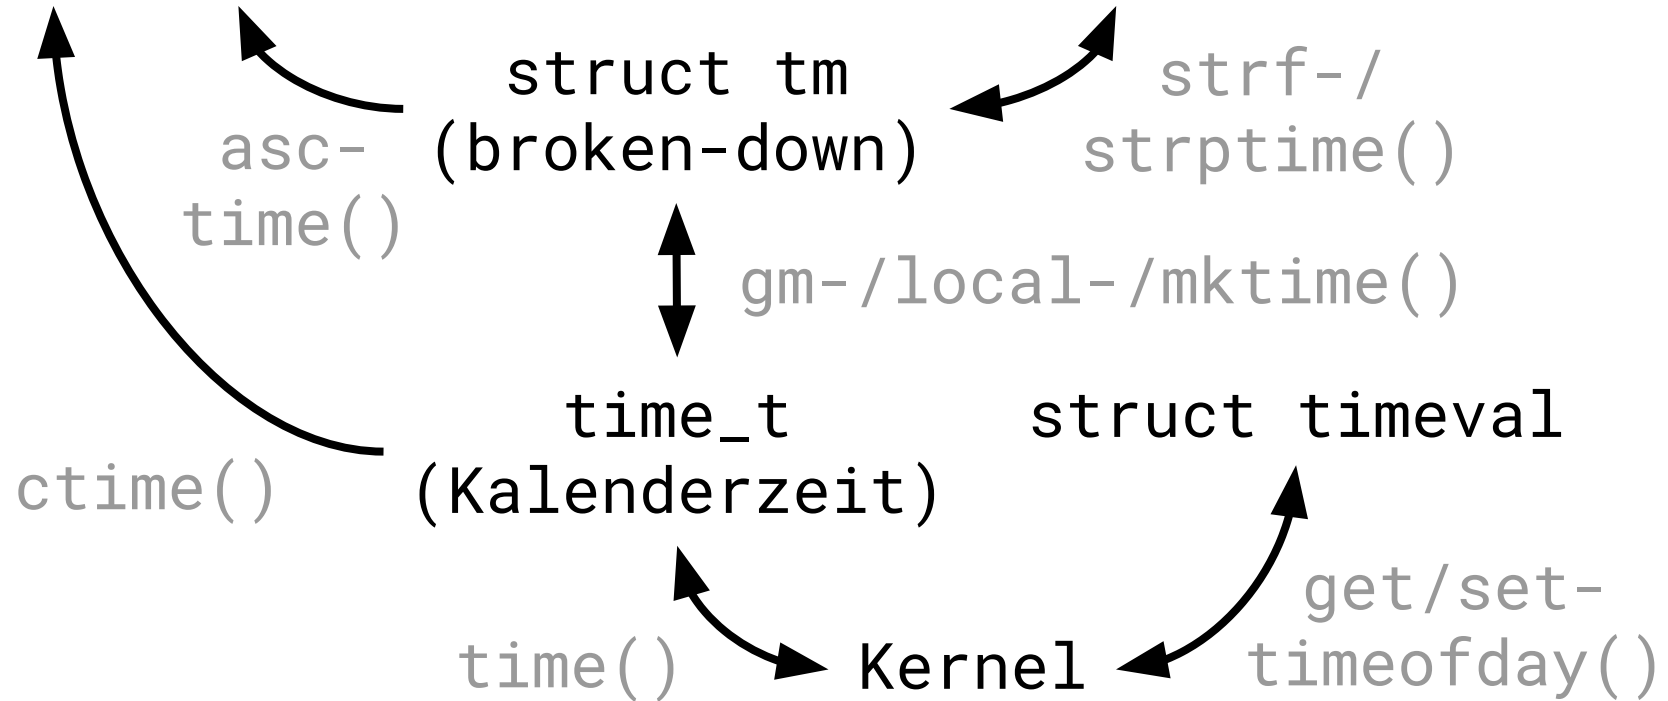 struct tm
(broken-down)
strf-/
strptime()
asc-
time()
gm-/local-/mktime()
time_t
(Kalenderzeit)
struct timeval
ctime()
get/set-
timeofday()
time()
Kernel